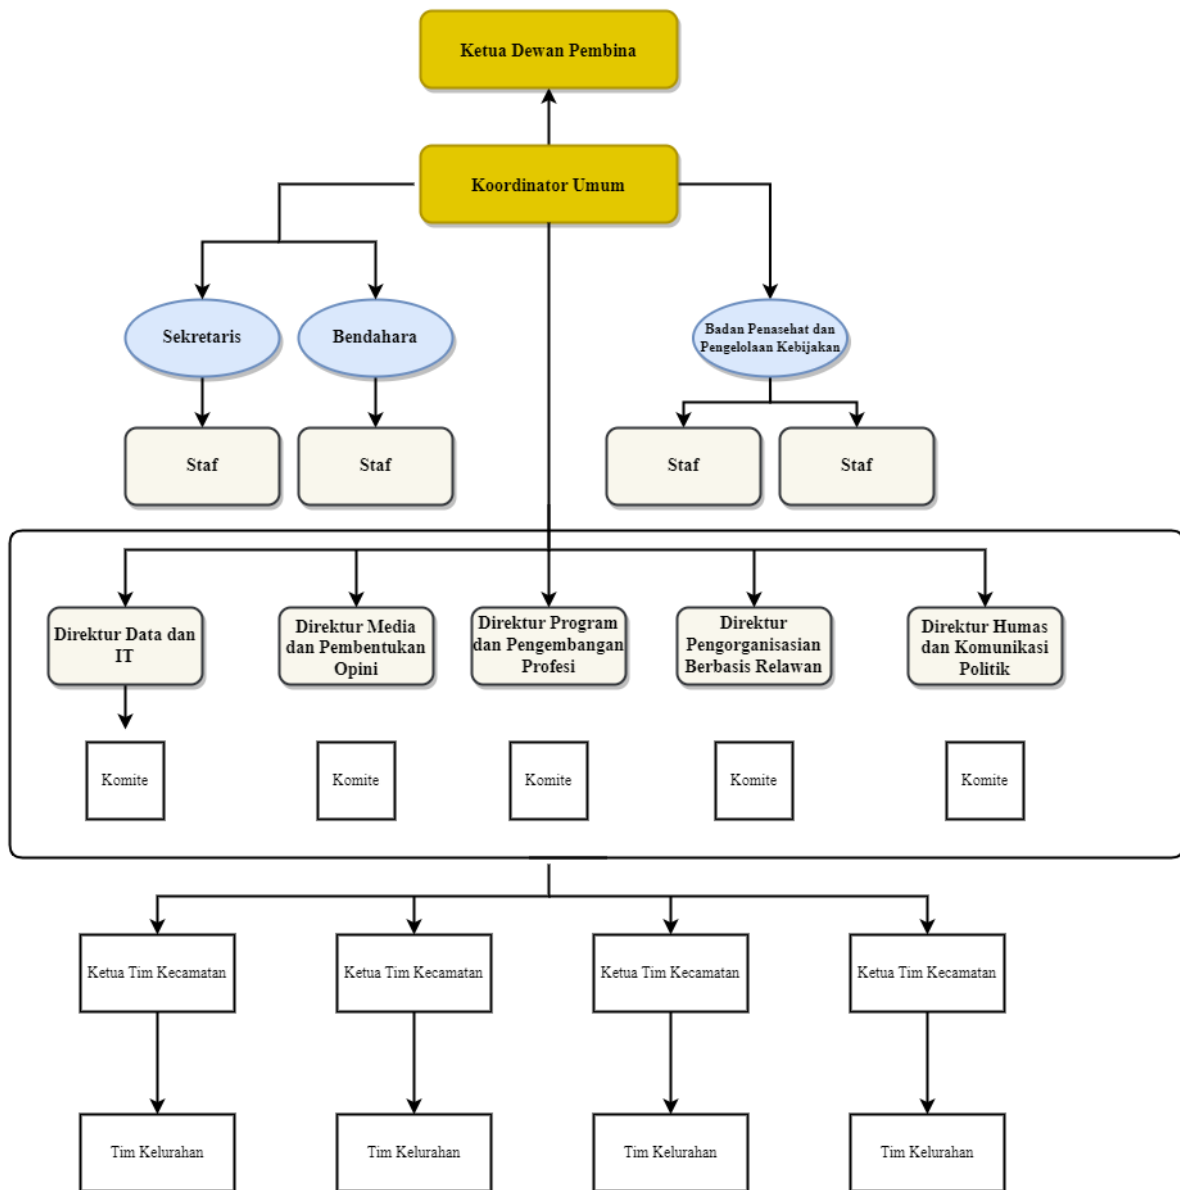 Ketua Dewan Pembina
Koordinator Umum
Sekretaris
Bendahara
Badan Penasehat dan
Pengelolaan Kebijakan
Staf
Staf
Staf
Staf
Direktur Data dan
IT
Direktur Media
dan Pembentukan
Opini
Direktur Program
dan Pengembangan
Profesi
Direktur
Pengorganisasian
Berbasis Relawan
Direktur Humas
dan Komunikasi
Politik
Komite
Komite
Komite
Komite
Komite
Ketua Tim Kecamatan
Ketua Tim Kecamatan
Ketua Tim Kecamatan
Ketua Tim Kecamatan
Tim Kelurahan
Tim Kelurahan
Tim Kelurahan
Tim Kelurahan